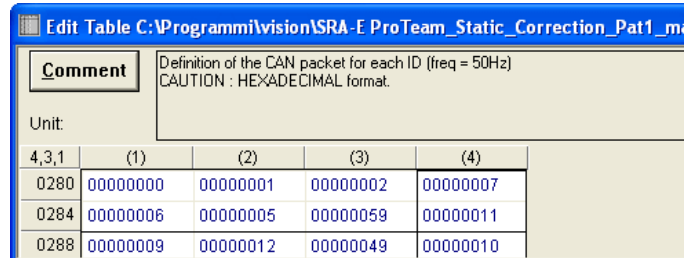 Edit Table C:\Programmi\vision\SRA-E ProTeam_Static_Correction_Pat1_ma
Comment
Definition of the CAN packet for each ID (freq = 50Hz)
CAUTION : HEXADECIMAL format.
Unit:
4,3,1 (1) (2) (3) (4)
0280 00000000 00000001 00000002 00000007
0284 00000006 00000005 00000059 00000011
0288 00000009 00000012 00000049 00000010